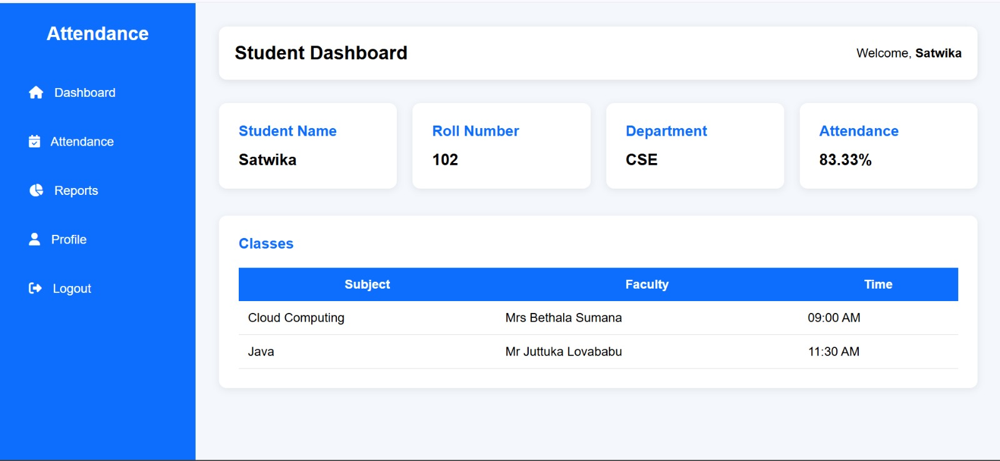 Attendance
Dashboard
Attendance
Reports
Profile
Logout
Student Dashboard
Welcome, Satwika
Student Name
Satwika
Roll Number
102
Department
CSE
Attendance
83.33%
Classes
Subject Faculty Time
Cloud Computing Mrs Bethala Sumana 09:00 AM
Java Mr Juttuka Lovababu 11:30 AM